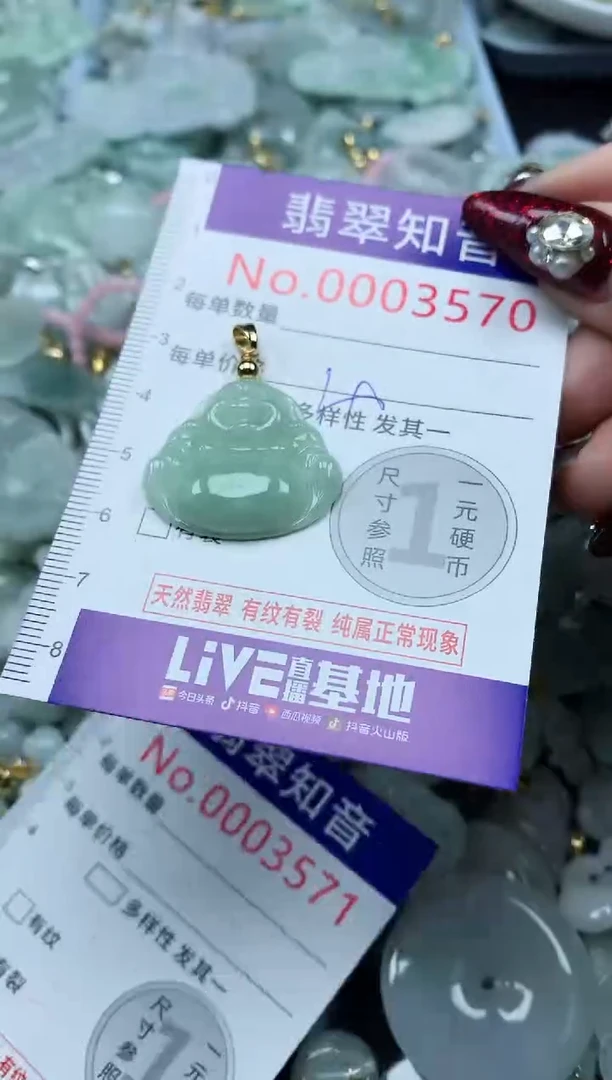 翡翠知音
No.0003570
每单数量
每单价
多样性 发其一
尺寸参照
1
一元硬币
天然翡翠 有纹有裂 纯属正常现象
LiVE直播基地
今日头条 抖音 西瓜视频 抖音火山版
1
2
3
4
5
6
7
8
翡翠知音
No.0003571
每单数量
每单价格
多样性 发其一
有纹
有裂
尺寸参照
1
一元